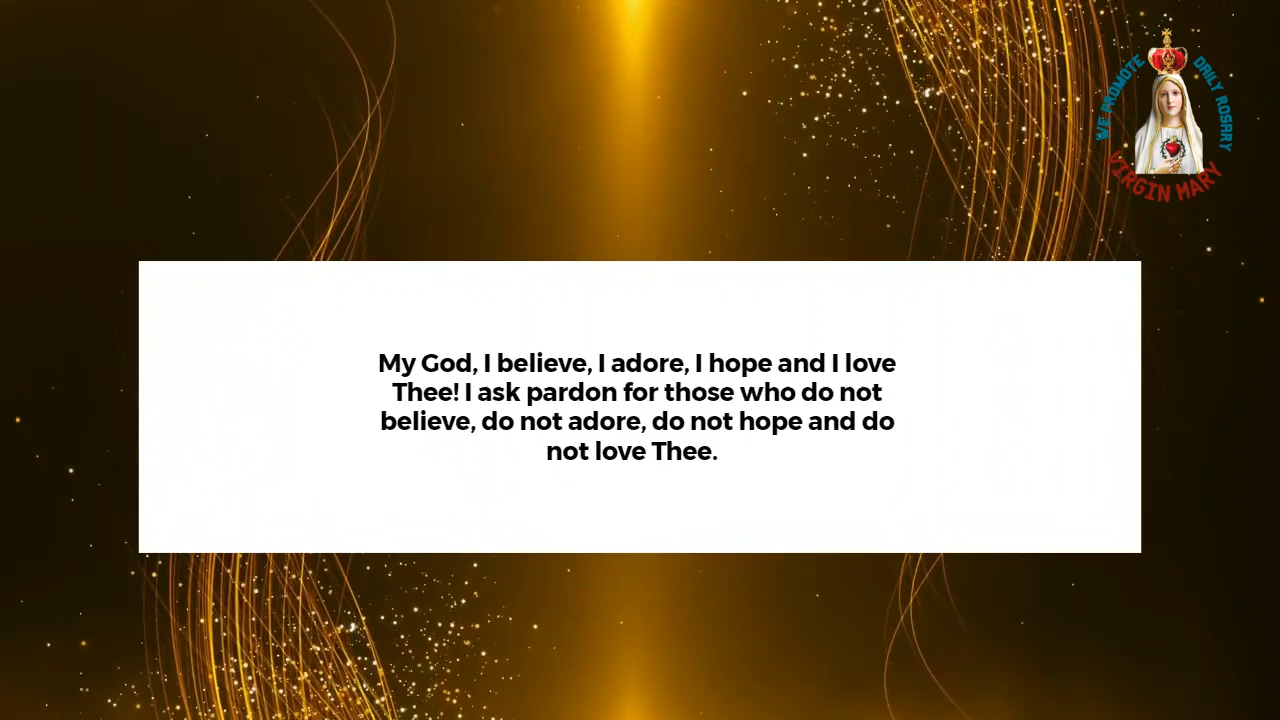 WE PROMOTE DAILY ROSARY
VIRGIN MARY
My God, I believe, I adore, I hope and I love
Thee! I ask pardon for those who do not
believe, do not adore, do not hope and do
not love Thee.